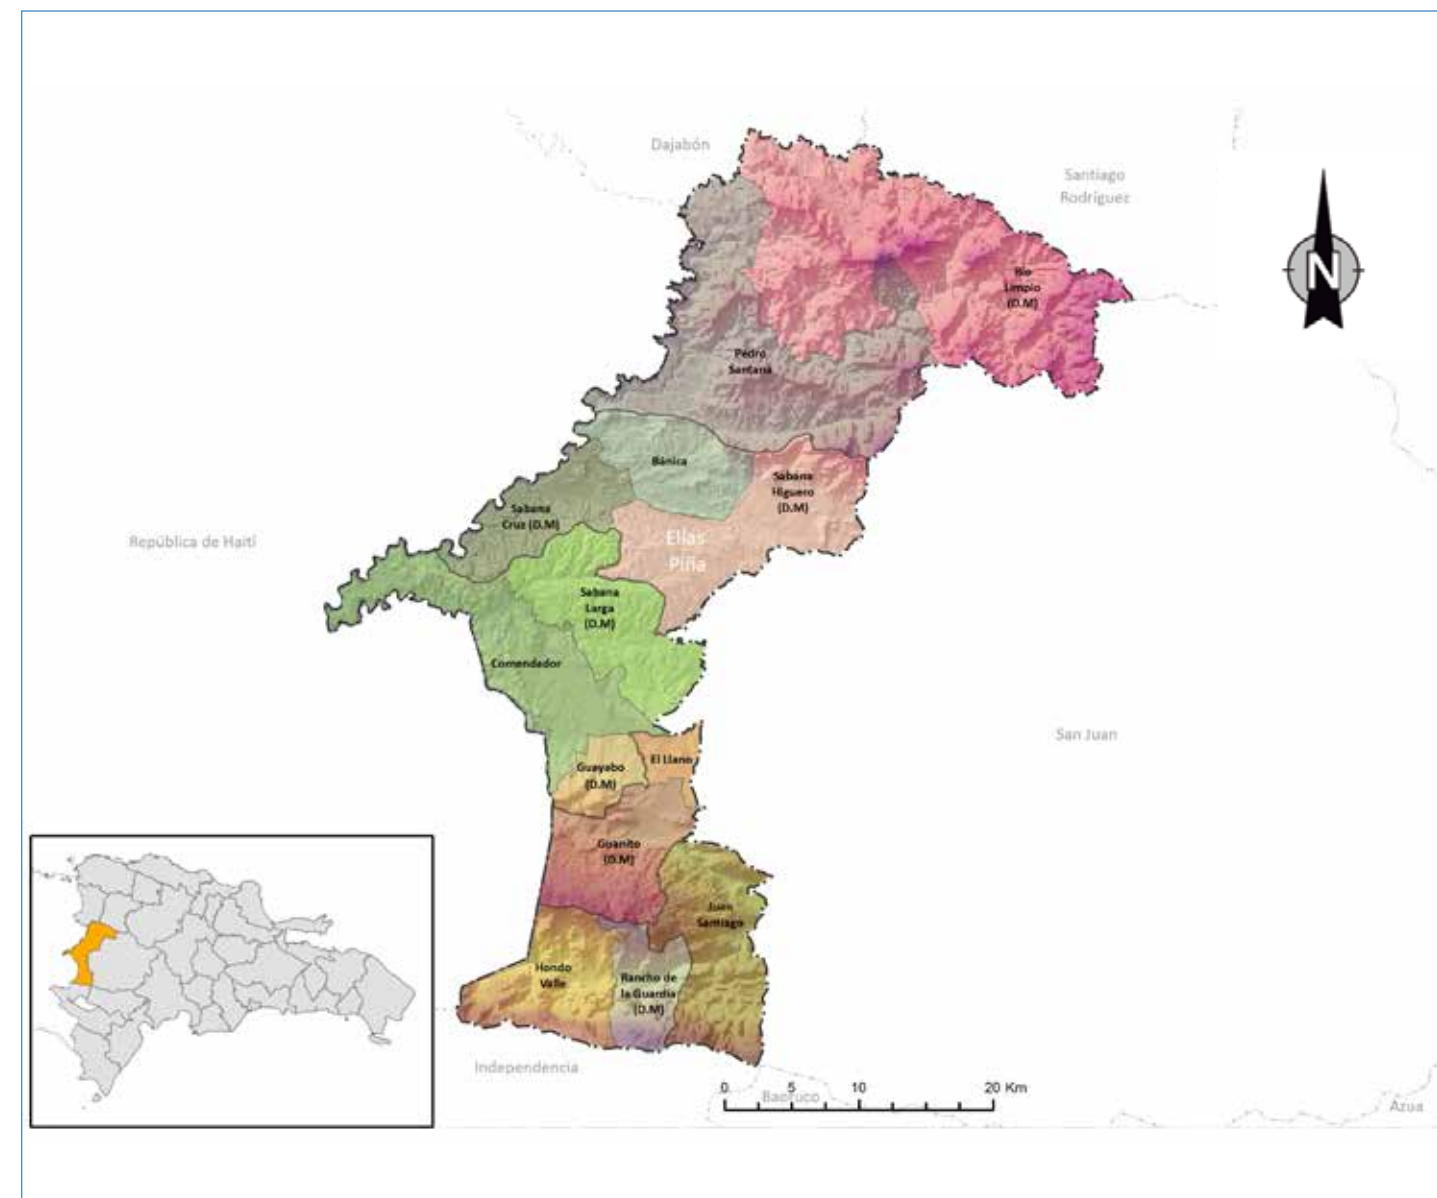 Dajabón
Santiago
Rodríguez
N
Río
Limpio
(D.M)
Pedro
Santana
Bánica
Sabana
Higuero
(D.M)
Sabana
Cruz (D.M)
Elías
Piña
República de Haití
Sabana
Larga
(D.M)
Comendador
San Juan
El Llano
Guayabo
(D.M)
Guanito
(D.M)
Juan
Santiago
Hondo
Valle
Rancho de
la Guardia
(D.M)
Independencia
0 5 10 20 Km
Baoruco
Azua